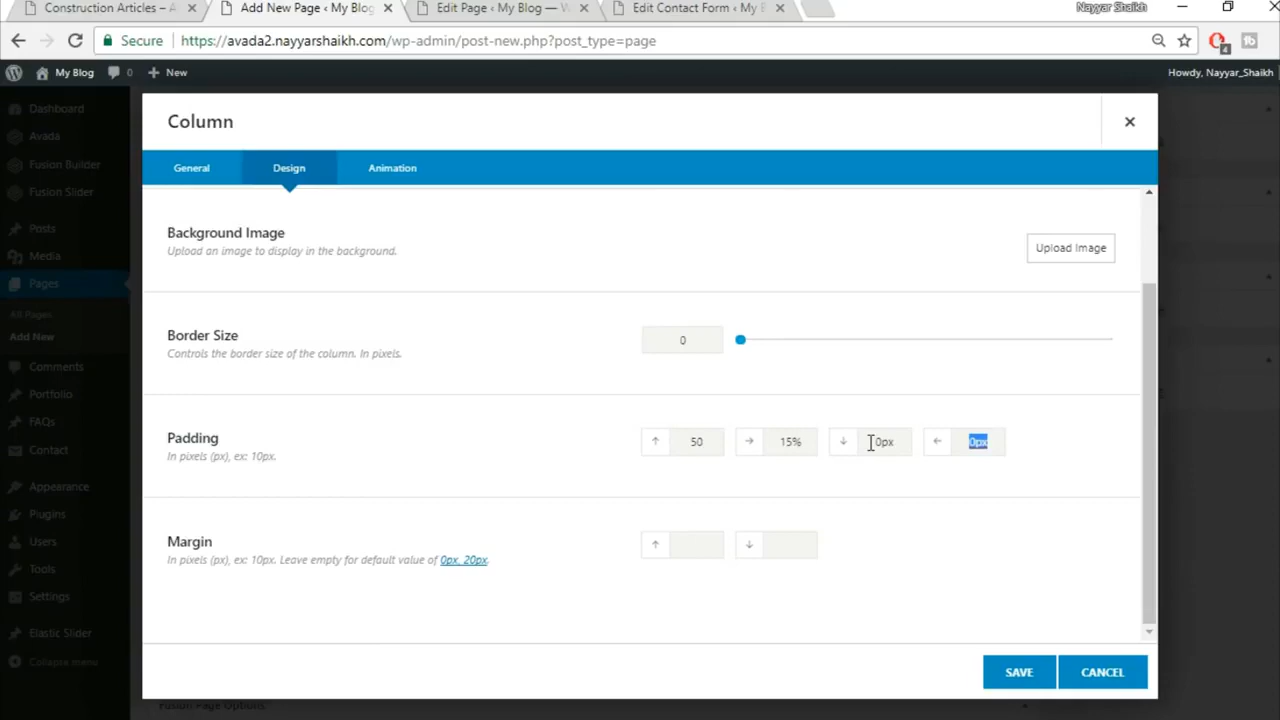 Construction Articles – A
Add New Page ‹ My Blog
Edit Page ‹ My Blog — W
Edit Contact Form ‹ My B
Nayyar Shaikh
Secure
https://avada2.nayyarshaikh.com/wp-admin/post-new.php?post_type=page
4
My Blog
0
New
Howdy, Nayyar_Shaikh
Dashboard
Avada
Fusion Builder
Fusion Slider
Posts
Media
Pages
All Pages
Add New
Comments
Portfolio
FAQs
Contact
Appearance
Plugins
Users
Tools
Settings
Elastic Slider
Collapse menu
Column
General
Design
Animation
Background Image
Upload an image to display in the background.
Upload Image
Border Size
Controls the border size of the column. In pixels.
0
Padding
In pixels (px), ex: 10px.
50
15%
0px
0px
Margin
In pixels (px), ex: 10px. Leave empty for default value of 0px, 20px.
SAVE
CANCEL
Fusion Page Options